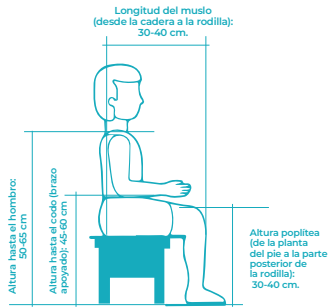 Longitud del muslo
(desde la cadera a la rodilla):
30-40 cm.
Altura hasta el hombro:
50-65 cm
Altura hasta el codo (brazo
apoyado): 45-60 cm
Altura poplítea
(de la planta
del pie a la parte
posterior de
la rodilla):
30-40 cm.